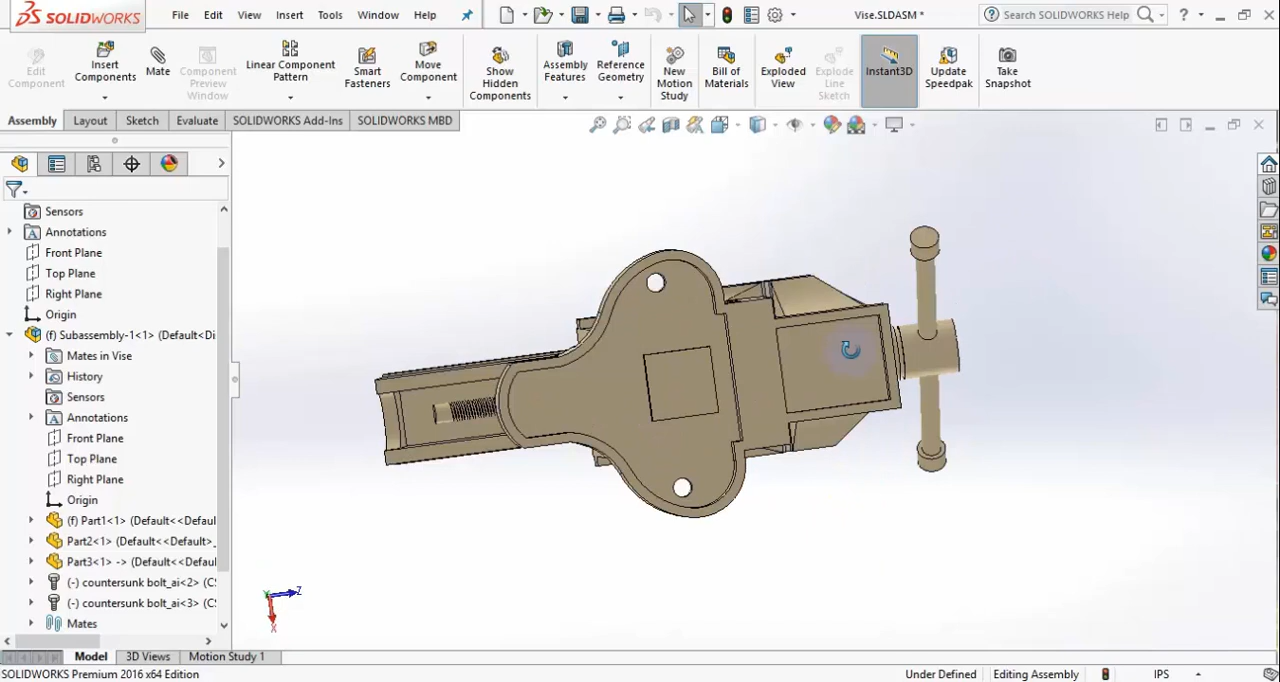 SOLIDWORKS
File Edit View Insert Tools Window Help
Vise.SLDASM *
Search SOLIDWORKS Help
Edit Component
Insert Components
Mate
Component Preview Window
Linear Component Pattern
Smart Fasteners
Move Component
Show Hidden Components
Assembly Features
Reference Geometry
New Motion Study
Bill of Materials
Exploded View
Explode Line Sketch
Instant3D
Update Speedpak
Take Snapshot
Assembly Layout Sketch Evaluate SOLIDWORKS Add-Ins SOLIDWORKS MBD
Sensors
Annotations
Front Plane
Top Plane
Right Plane
Origin
(f) Subassembly-1<1> (Default<Di
Mates in Vise
History
Sensors
Annotations
Front Plane
Top Plane
Right Plane
Origin
(f) Part1<1> (Default<<Defaul
Part2<1> (Default<<Default>_
Part3<1> -> (Default<<Defau
(-) countersunk bolt_ai<2> (C
(-) countersunk bolt_ai<3> (C
Mates
Z
X
Model 3D Views Motion Study 1
SOLIDWORKS Premium 2016 x64 Edition
Under Defined Editing Assembly IPS